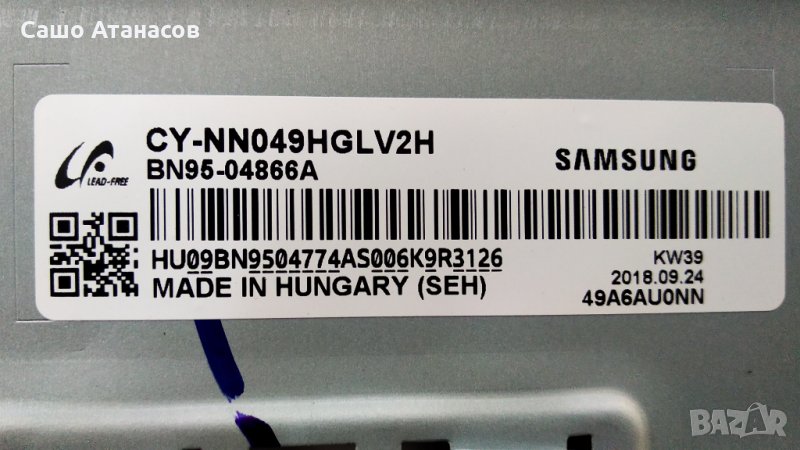 Сашо Атанасов
CY-NN049HGLV2H
BN95-04866A
SAMSUNG
LEAD-FREE
HU09BN9504774AS006K9R3126
KW39
2018.09.24
MADE IN HUNGARY (SEH)
49A6AU0NN
BAZAR